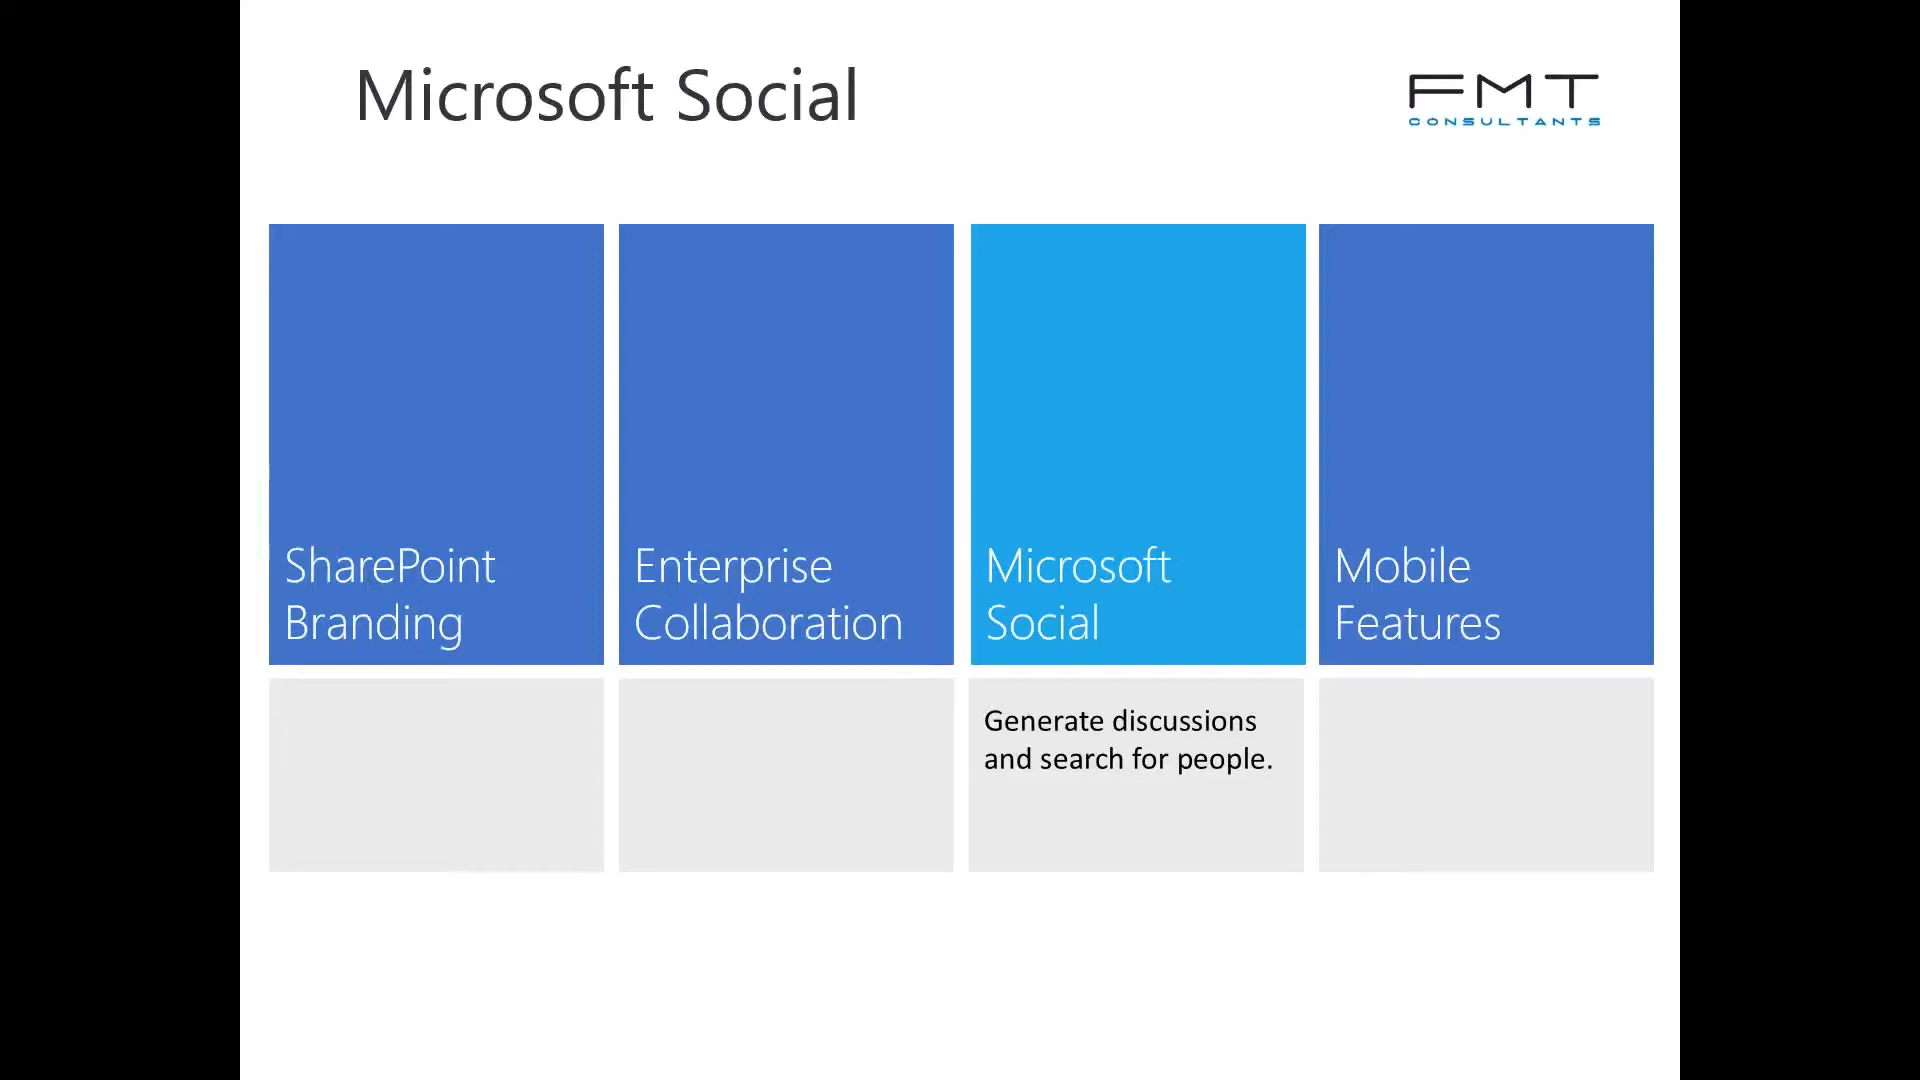 Microsoft Social
FMT
CONSULTANTS
SharePoint
Branding
Enterprise
Collaboration
Microsoft
Social
Mobile
Features
Generate discussions
and search for people.